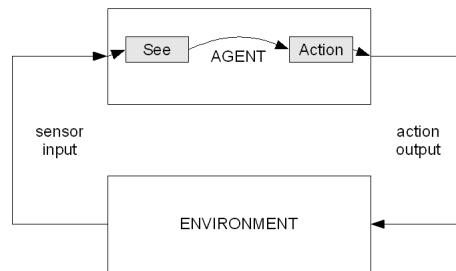 See
Action
AGENT
sensor
input
action
output
ENVIRONMENT